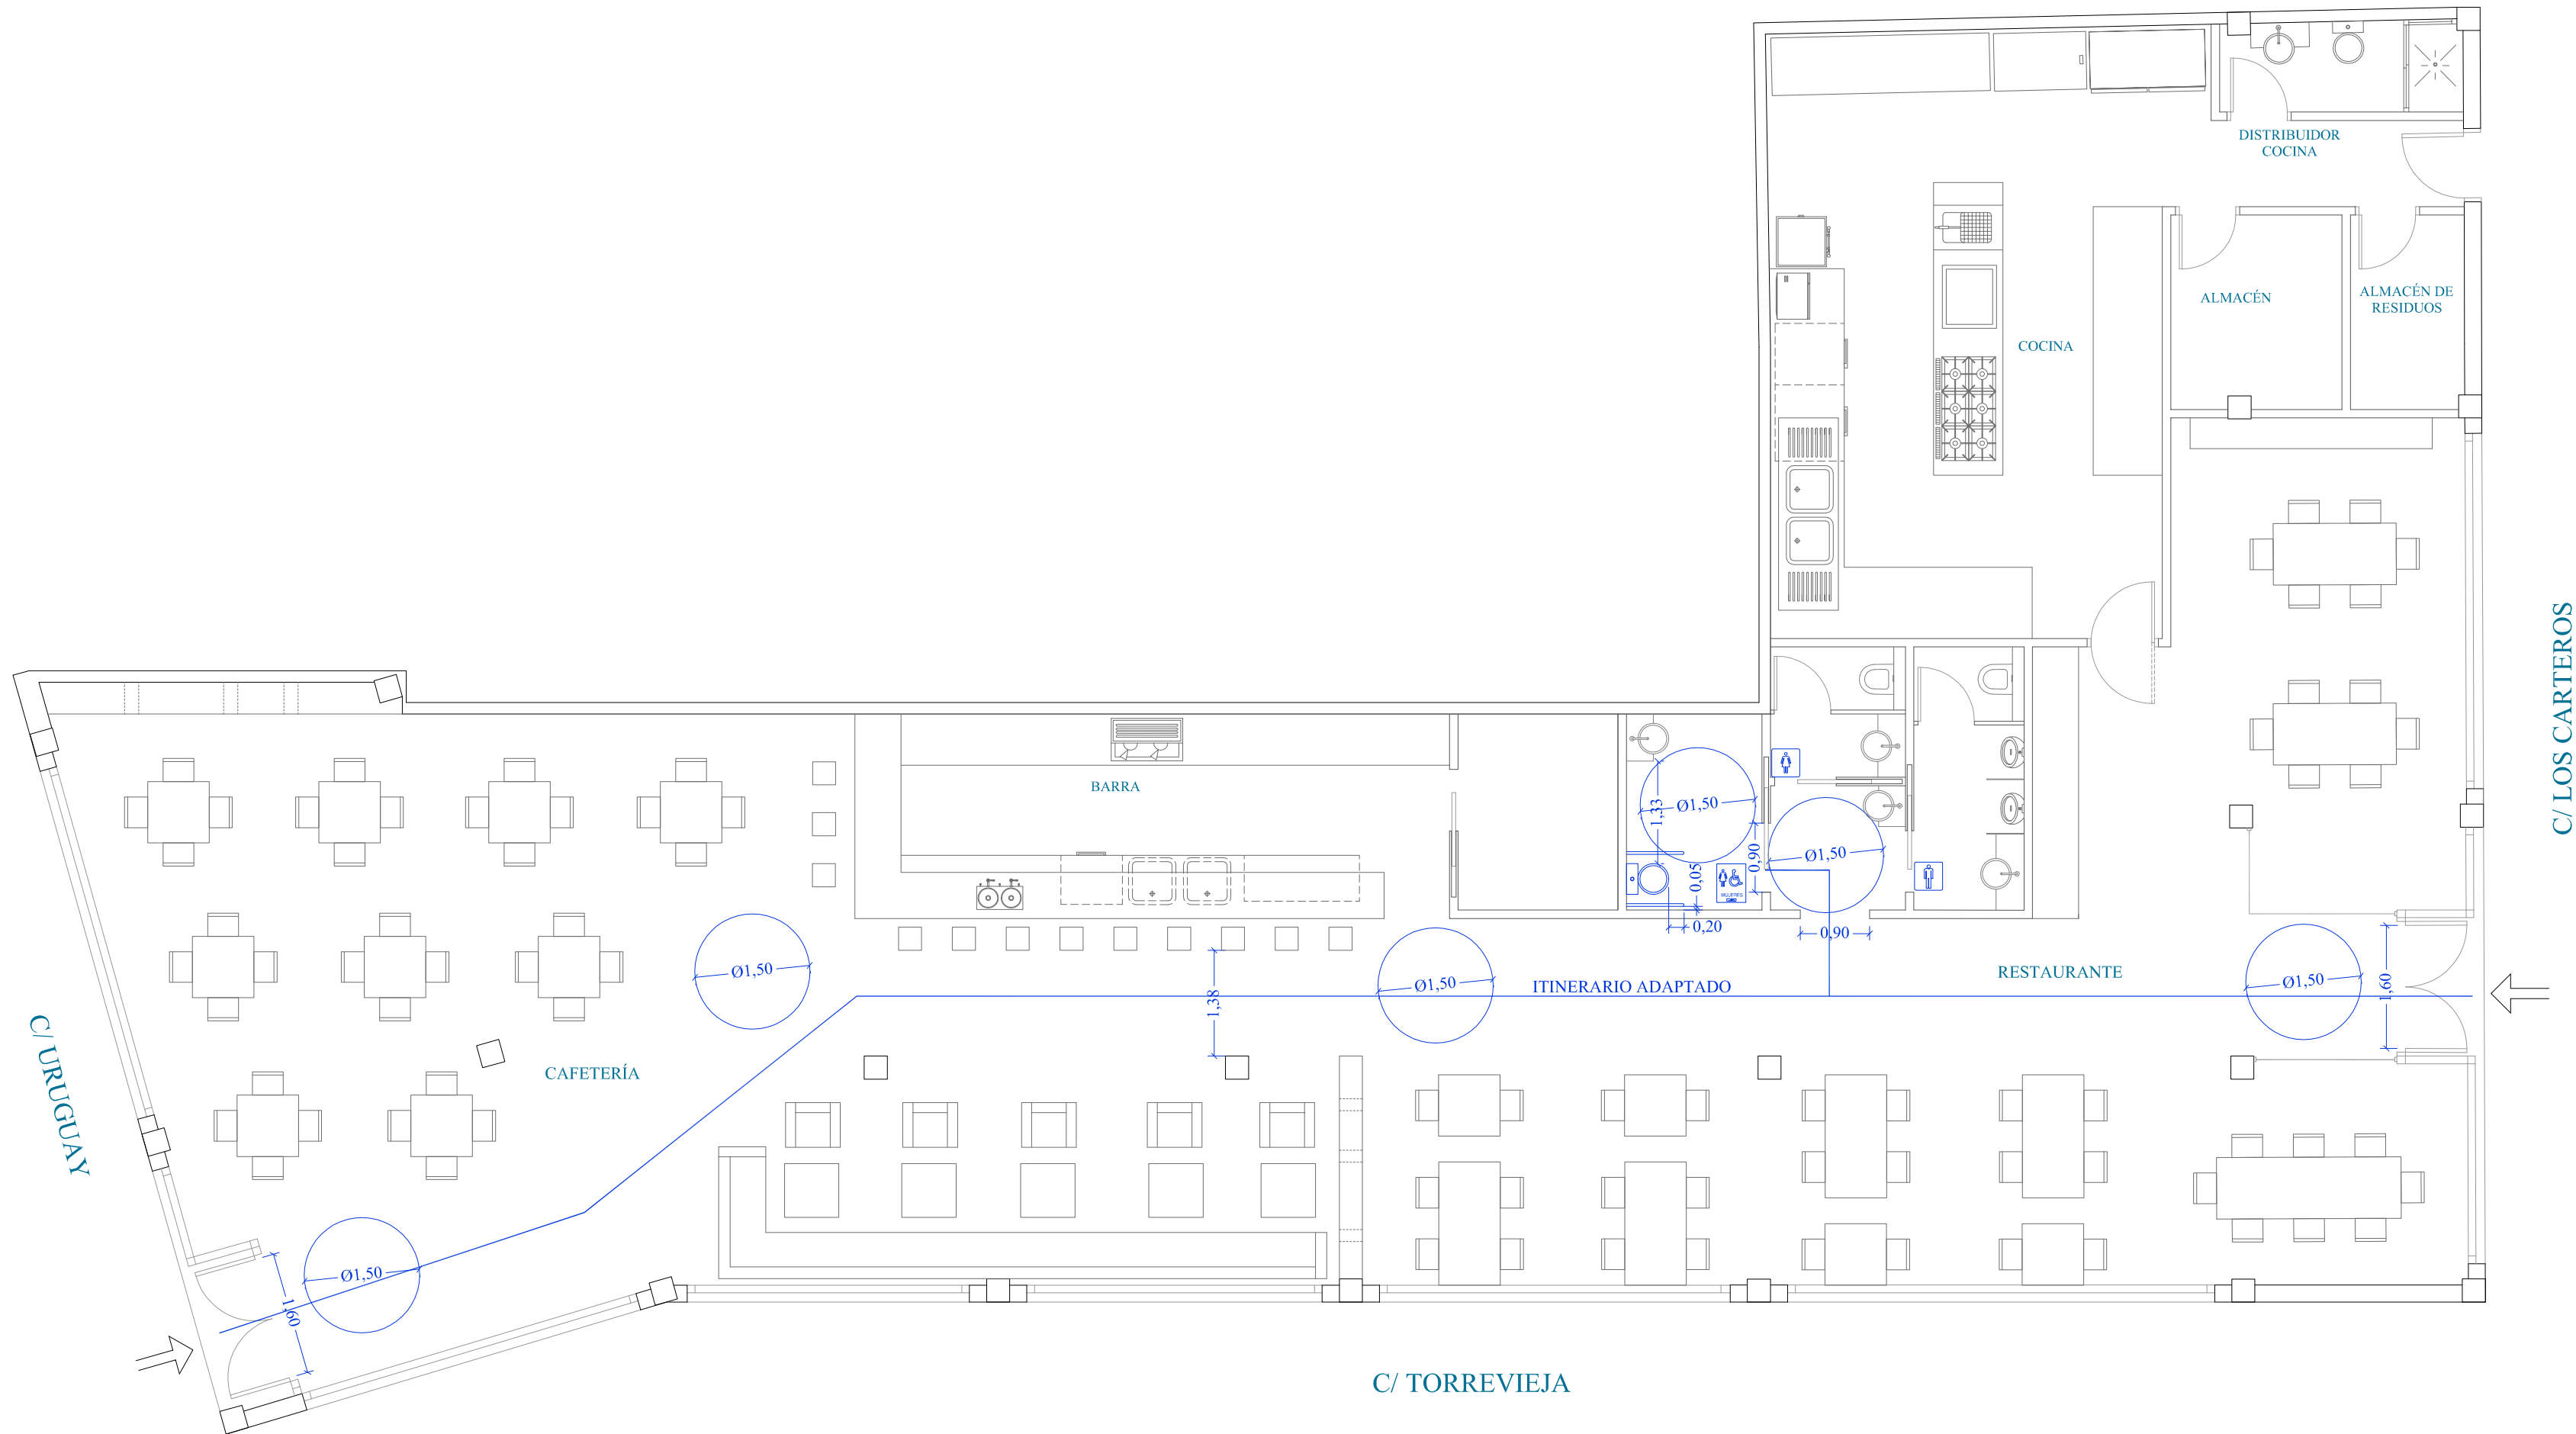 DISTRIBUIDOR
COCINA
ALMACÉN
ALMACÉN DE
RESIDUOS
COCINA
C/ LOS CARTEROS
BARRA
Ø1,50
1,33
0,90
Ø1,50
0,05
MUJERES
0,20
0,90
Ø1,50
Ø1,50
1,38
ITINERARIO ADAPTADO
RESTAURANTE
Ø1,50
1,60
C/ URUGUAY
CAFETERÍA
Ø1,50
1,60
C/ TORREVIEJA